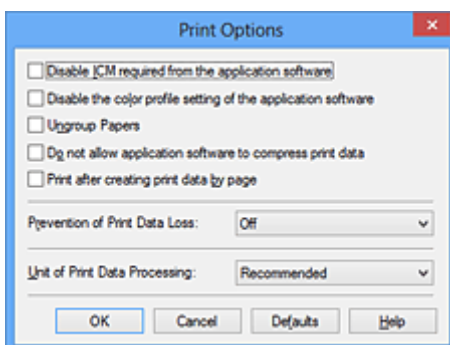 Print Options
Disable ICM required from the application software
Disable the color profile setting of the application software
Ungroup Papers
Do not allow application software to compress print data
Print after creating print data by page
Prevention of Print Data Loss: Off
Unit of Print Data Processing: Recommended
OK Cancel Defaults Help